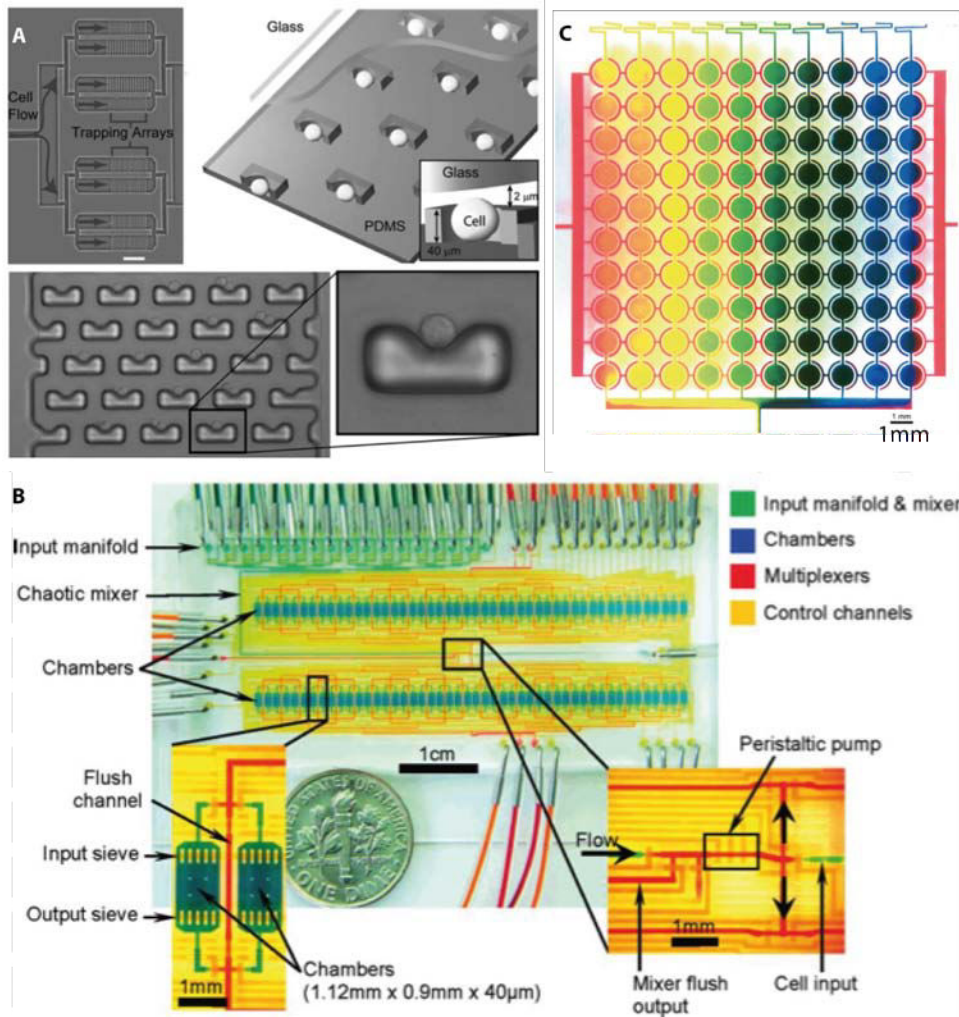 A
Cell
Flow
Trapping Arrays
Glass
PDMS
Glass
2 μm
Cell
40 μm
C
1 mm
1mm
B
Input manifold
Chaotic mixer
Chambers
1cm
Input manifold & mixer
Chambers
Multiplexers
Control channels
Flush
channel
Input sieve
Output sieve
1mm
Chambers
(1.12mm x 0.9mm x 40μm)
ONE DIME
Peristaltic pump
Flow
1mm
Mixer flush
output
Cell input